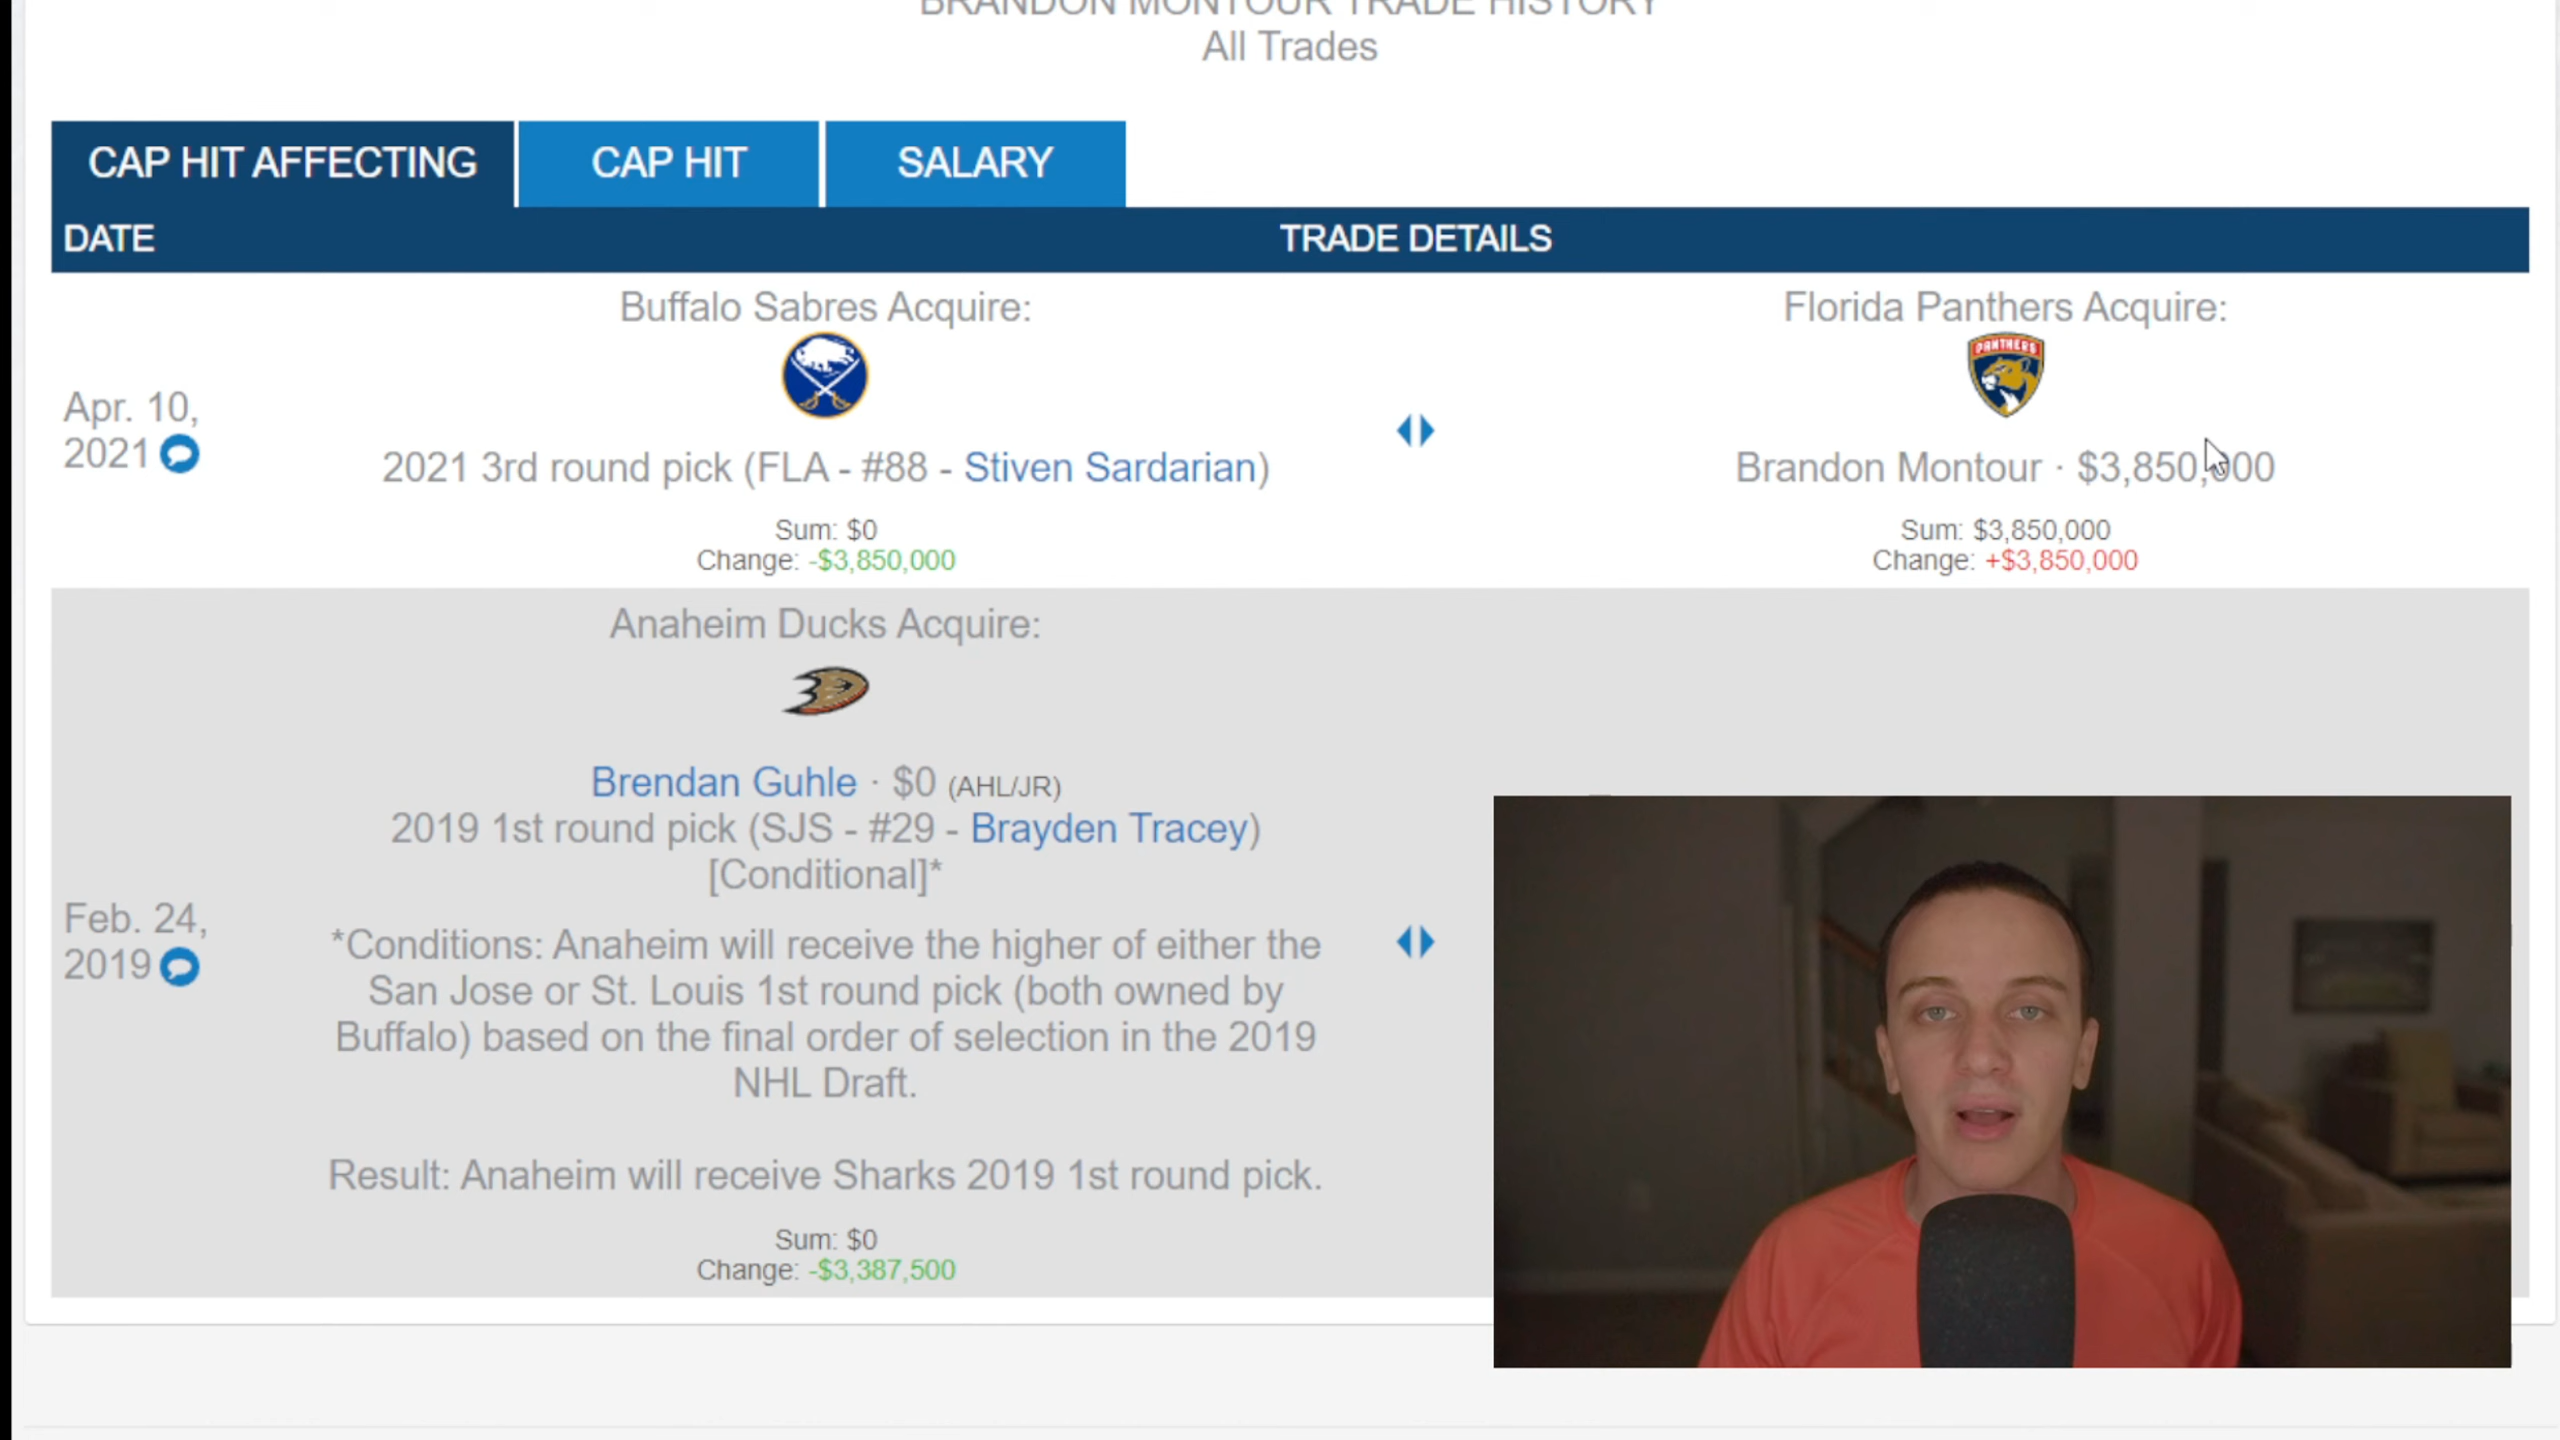 BRANDON MONTOUR TRADE HISTORY
All Trades
CAP HIT AFFECTING
CAP HIT
SALARY
DATE
TRADE DETAILS
Apr. 10,
2021
Buffalo Sabres Acquire:
2021 3rd round pick (FLA - #88 - Stiven Sardarian)
Sum: $0
Change: -$3,850,000
Florida Panthers Acquire:
PANTHERS
Brandon Montour · $3,850,000
Sum: $3,850,000
Change: +$3,850,000
Feb. 24,
2019
Anaheim Ducks Acquire:
Brendan Guhle · $0 (AHL/JR)
2019 1st round pick (SJS - #29 - Brayden Tracey)
[Conditional]*
*Conditions: Anaheim will receive the higher of either the
San Jose or St. Louis 1st round pick (both owned by
Buffalo) based on the final order of selection in the 2019
NHL Draft.
Result: Anaheim will receive Sharks 2019 1st round pick.
Sum: $0
Change: -$3,387,500